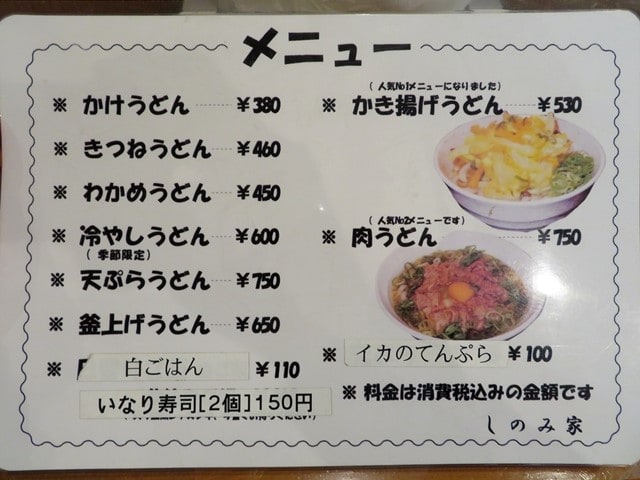 メニュー
※ かけうどん ¥380
※ きつねうどん ¥460
※ わかめうどん ¥450
※ 冷やしうどん ¥600
( 季節限定)
※ 天ぷらうどん ¥750
※ 釜上げうどん ¥650
※ 白ごはん ¥110
いなり寿司[2個]150円
( 人気No1メニューになりました)
※ かき揚げうどん ¥530
( 人気No2メニューです)
※ 肉うどん ¥750
※ イカのてんぷら ¥100
※ 料金は消費税込みの金額です
しのみ家